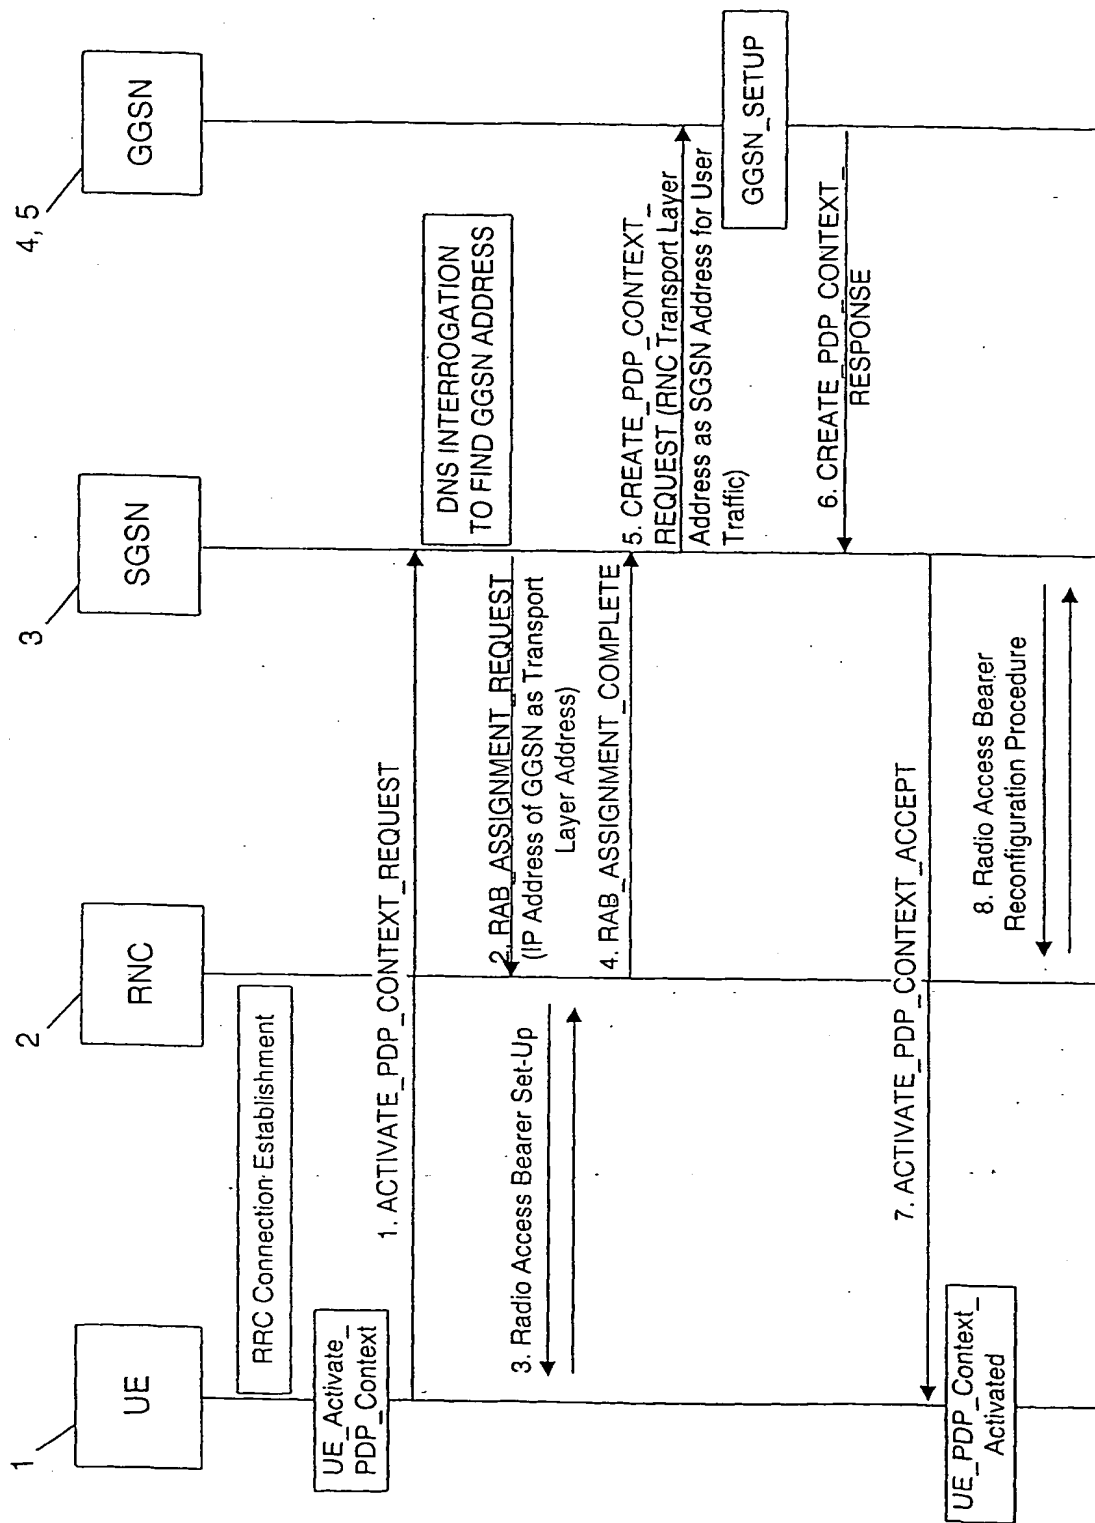 1
2
3
4, 5
UE
RNC
SGSN
GGSN
RRC Connection Establishment
UE_Activate_
PDP_Context
1. ACTIVATE_PDP_CONTEXT_REQUEST
DNS INTERROGATION
TO FIND GGSN ADDRESS
2. RAB_ASSIGNMENT_REQUEST
(IP Address of GGSN as Transport
Layer Address)
3. Radio Access Bearer Set-Up
4. RAB_ASSIGNMENT_COMPLETE
5. CREATE_PDP_CONTEXT_
REQUEST (RNC Transport Layer
Address as SGSN Address for User
Traffic)
GGSN_SETUP
6. CREATE_PDP_CONTEXT_
RESPONSE
7. ACTIVATE_PDP_CONTEXT_ACCEPT
UE_PDP_Context_
Activated
8. Radio Access Bearer
Reconfiguration Procedure